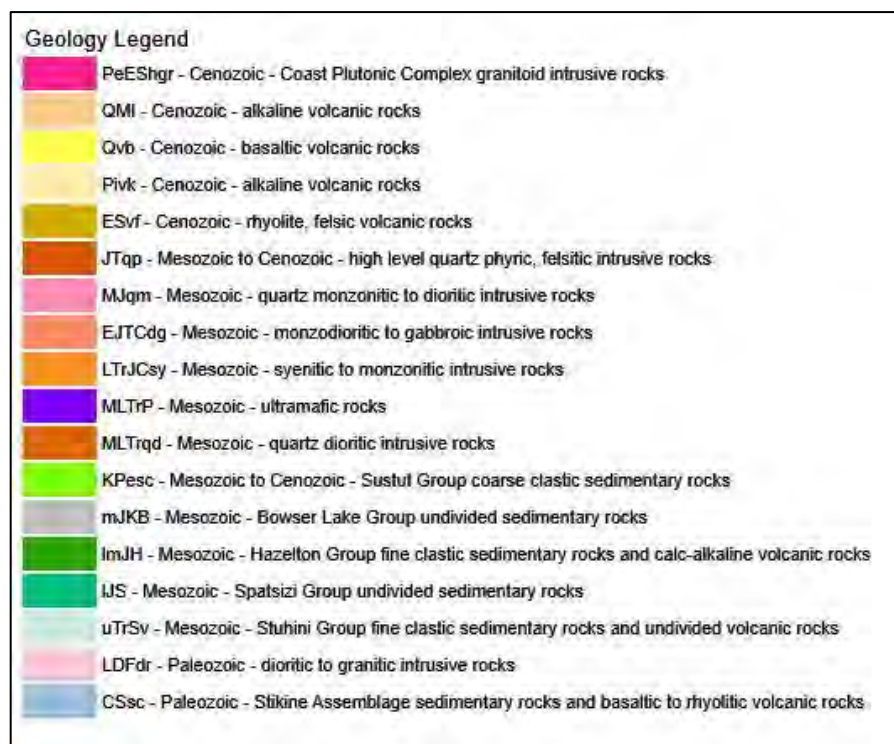 Geology Legend
PeEShgr - Cenozoic - Coast Plutonic Complex granitoid intrusive rocks
QMI - Cenozoic - alkaline volcanic rocks
Qvb - Cenozoic - basaltic volcanic rocks
Pivk - Cenozoic - alkaline volcanic rocks
ESvf - Cenozoic - rhyolite, felsic volcanic rocks
JTqp - Mesozoic to Cenozoic - high level quartz phyric, felsitic intrusive rocks
MJqm - Mesozoic - quartz monzonitic to dioritic intrusive rocks
EJTCdg - Mesozoic - monzodioritic to gabbroic intrusive rocks
LTrJCsy - Mesozoic - syenitic to monzonitic intrusive rocks
MLTrP - Mesozoic - ultramafic rocks
MLTrqd - Mesozoic - quartz dioritic intrusive rocks
KPesc - Mesozoic to Cenozoic - Sustut Group coarse clastic sedimentary rocks
mJKB - Mesozoic - Bowser Lake Group undivided sedimentary rocks
lmJH - Mesozoic - Hazelton Group fine clastic sedimentary rocks and calc-alkaline volcanic rocks
lJS - Mesozoic - Spatsizi Group undivided sedimentary rocks
uTrSv - Mesozoic - Stuhini Group fine clastic sedimentary rocks and undivided volcanic rocks
LDFdr - Paleozoic - dioritic to granitic intrusive rocks
CSsc - Paleozoic - Stikine Assemblage sedimentary rocks and basaltic to rhyolitic volcanic rocks